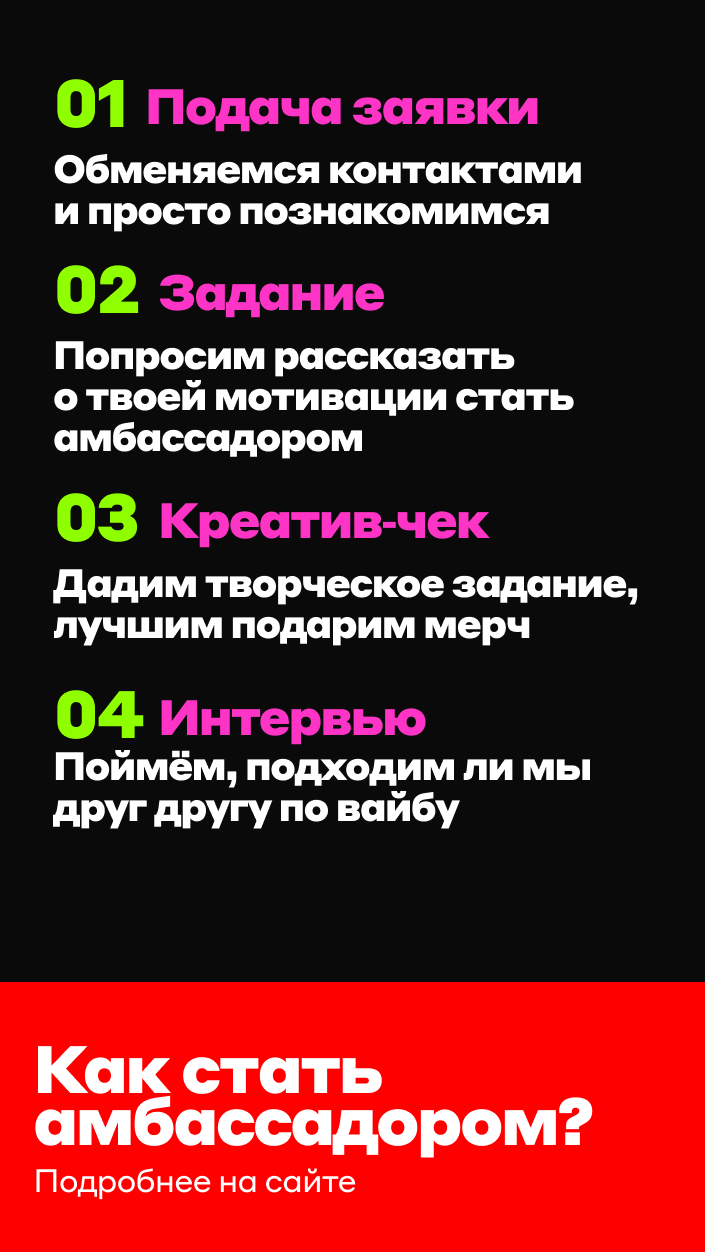 01 Подача заявки
Обменяемся контактами
и просто познакомимся
02 Задание
Попросим рассказать
о твоей мотивации стать
амбассадором
03 Креатив-чек
Дадим творческое задание,
лучшим подарим мерч
04 Интервью
Поймём, подходим ли мы
друг другу по вайбу
Как стать
амбассадором?
Подробнее на сайте